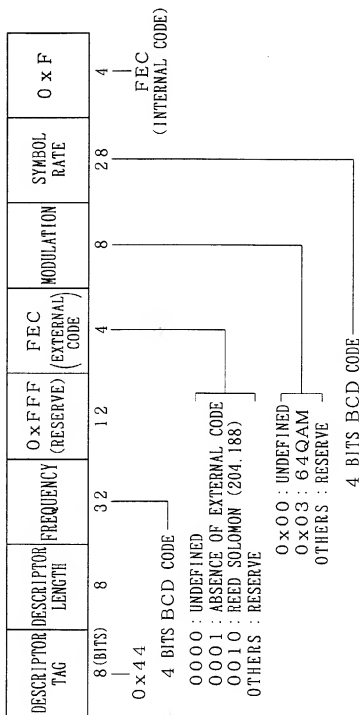 DESCRIPTOR
TAG
DESCRIPTOR
LENGTH
FREQUENCY
0xFFF
(RESERVE)
FEC
(EXTERNAL
CODE)
MODULATION
SYMBOL
RATE
0xF
8(BITS)
8
32
12
4
8
28
4
0x44
4 BITS BCD CODE
FEC
(INTERNAL CODE)
0000 : UNDEFINED
0001 : ABSENCE OF EXTERNAL CODE
0010 : REED SOLOMON (204.188)
OTHERS : RESERVE
0x00 : UNDEFINED
0x03 : 64QAM
OTHERS : RESERVE
4 BITS BCD CODE